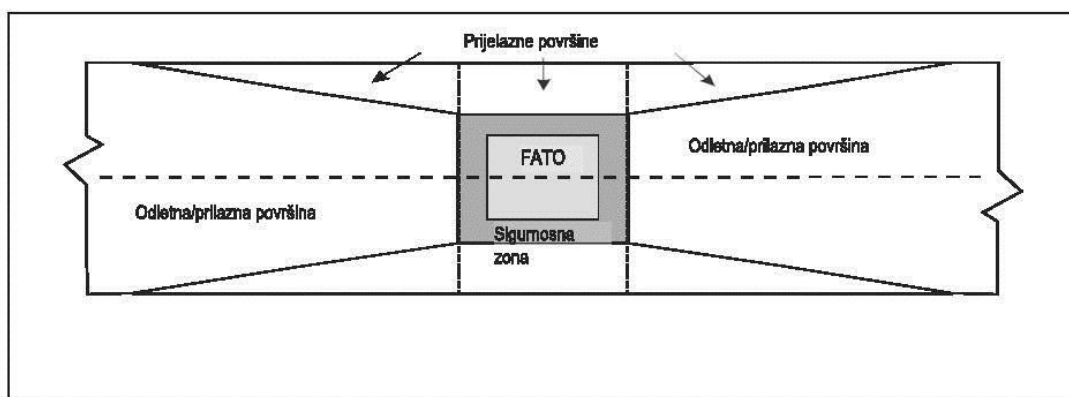 Prijelazne površine
FATO
Odletna/prilazna površina
Odletna/prilazna površina
Sigurnosna
zona